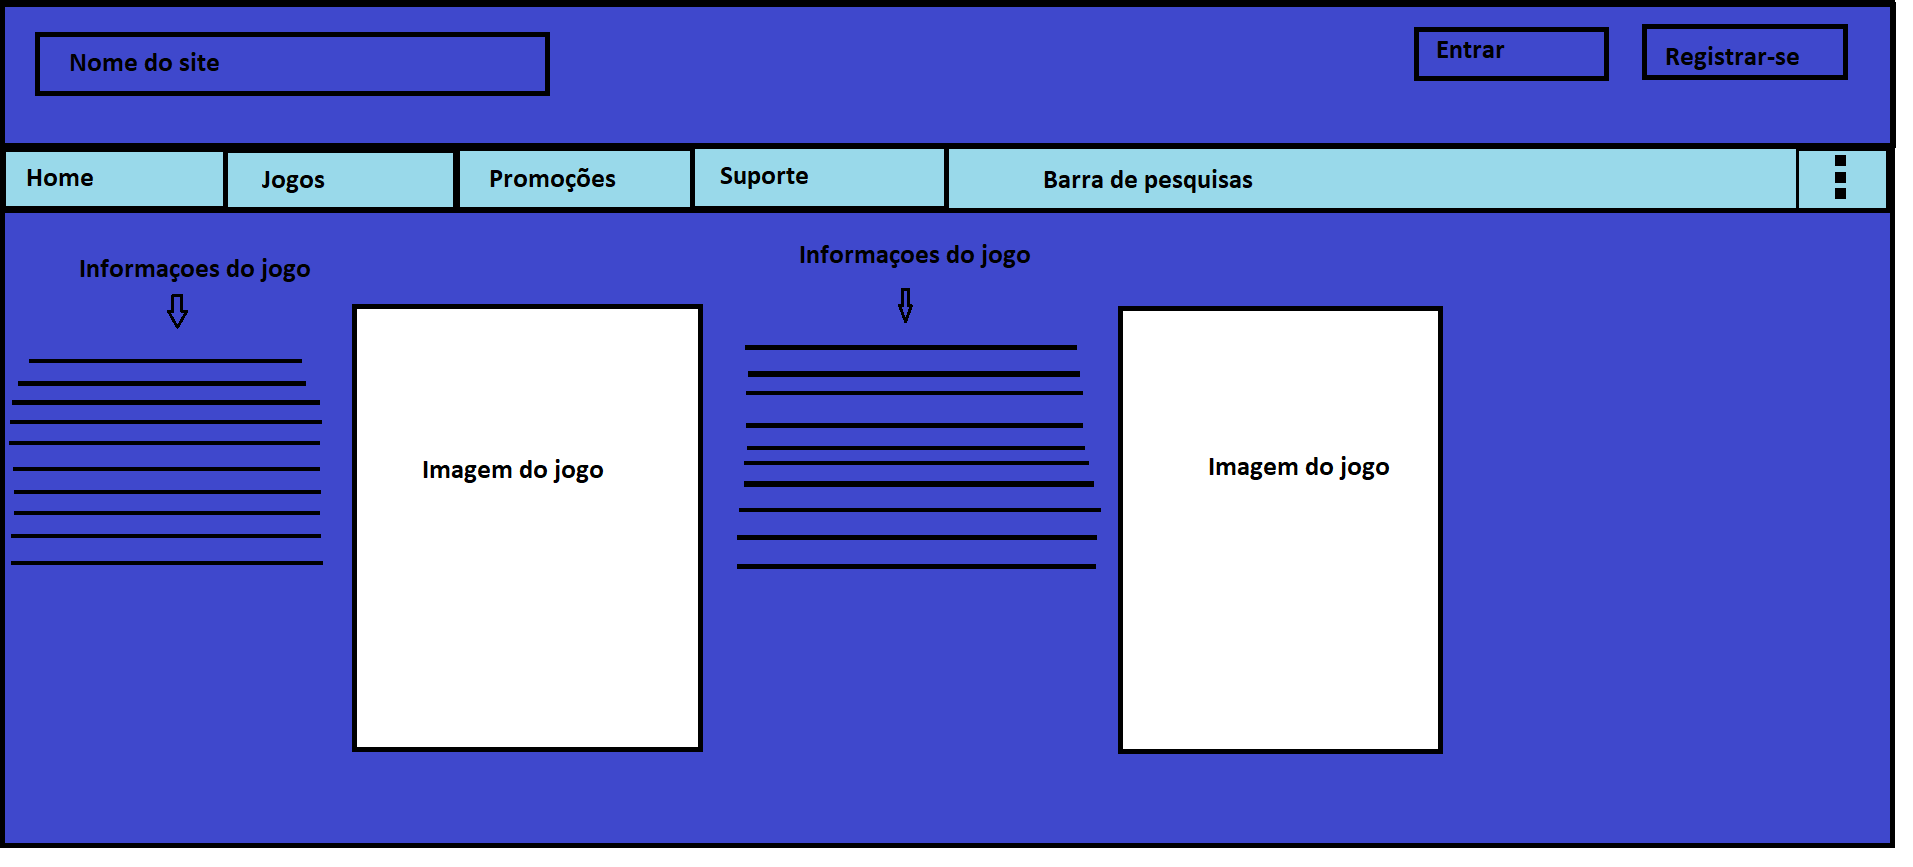 Nome do site
Entrar
Registrar-se
Home
Jogos
Promoções
Suporte
Barra de pesquisas
Informaçoes do jogo
Informaçoes do jogo
Imagem do jogo
Imagem do jogo